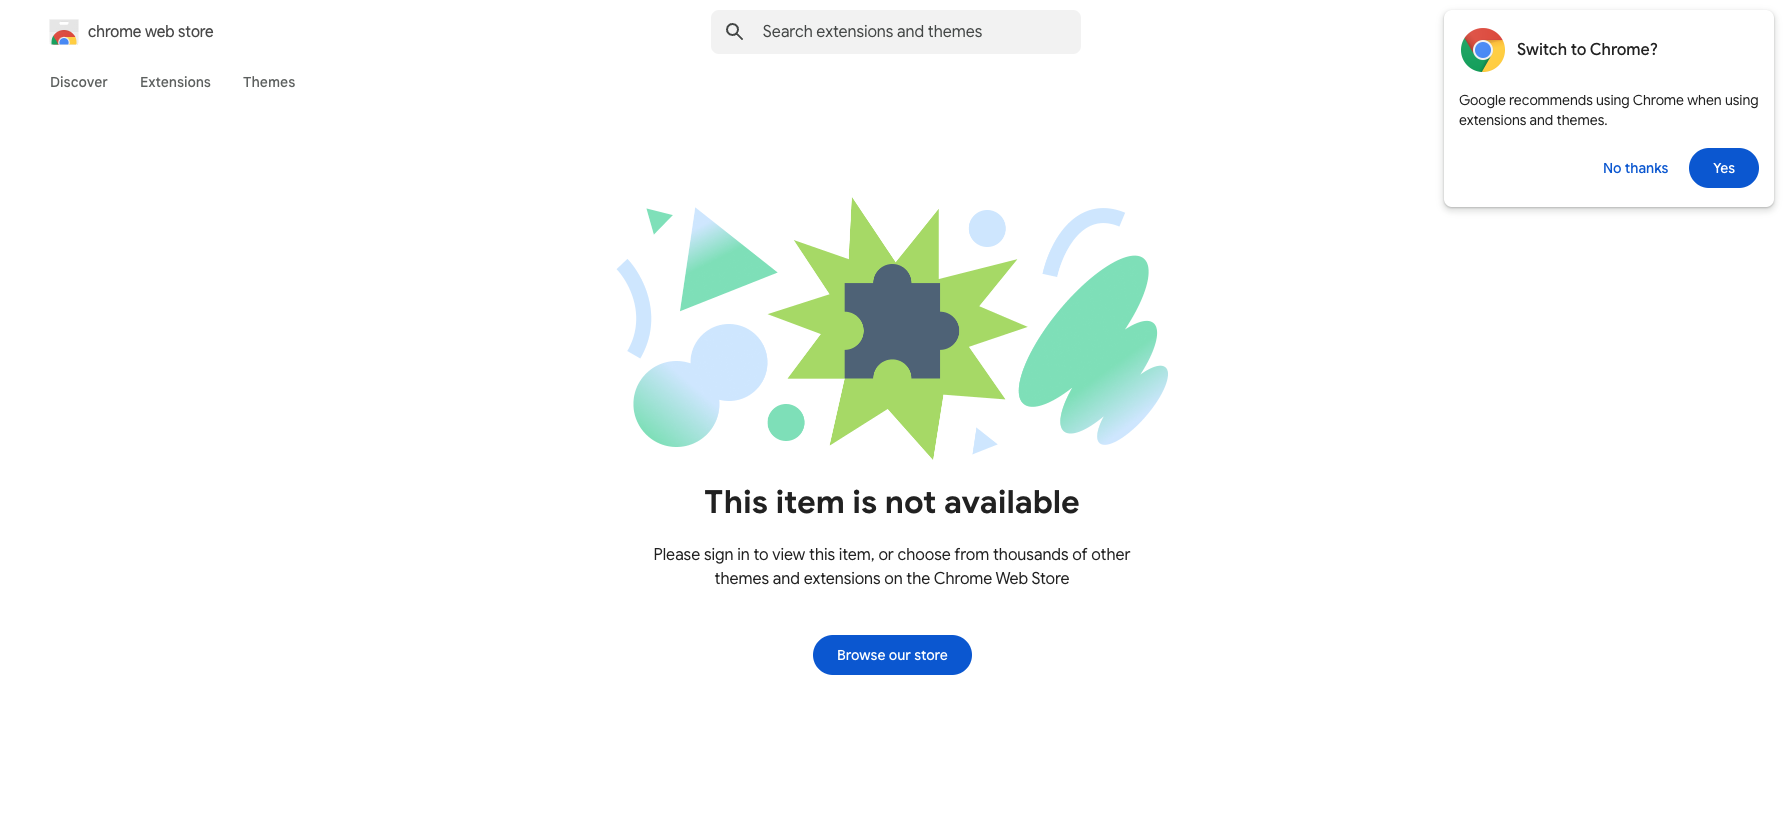 chrome web store
Search extensions and themes
Discover
Extensions
Themes
Switch to Chrome?
Google recommends using Chrome when using
extensions and themes.
No thanks
Yes
This item is not available
Please sign in to view this item, or choose from thousands of other
themes and extensions on the Chrome Web Store
Browse our store